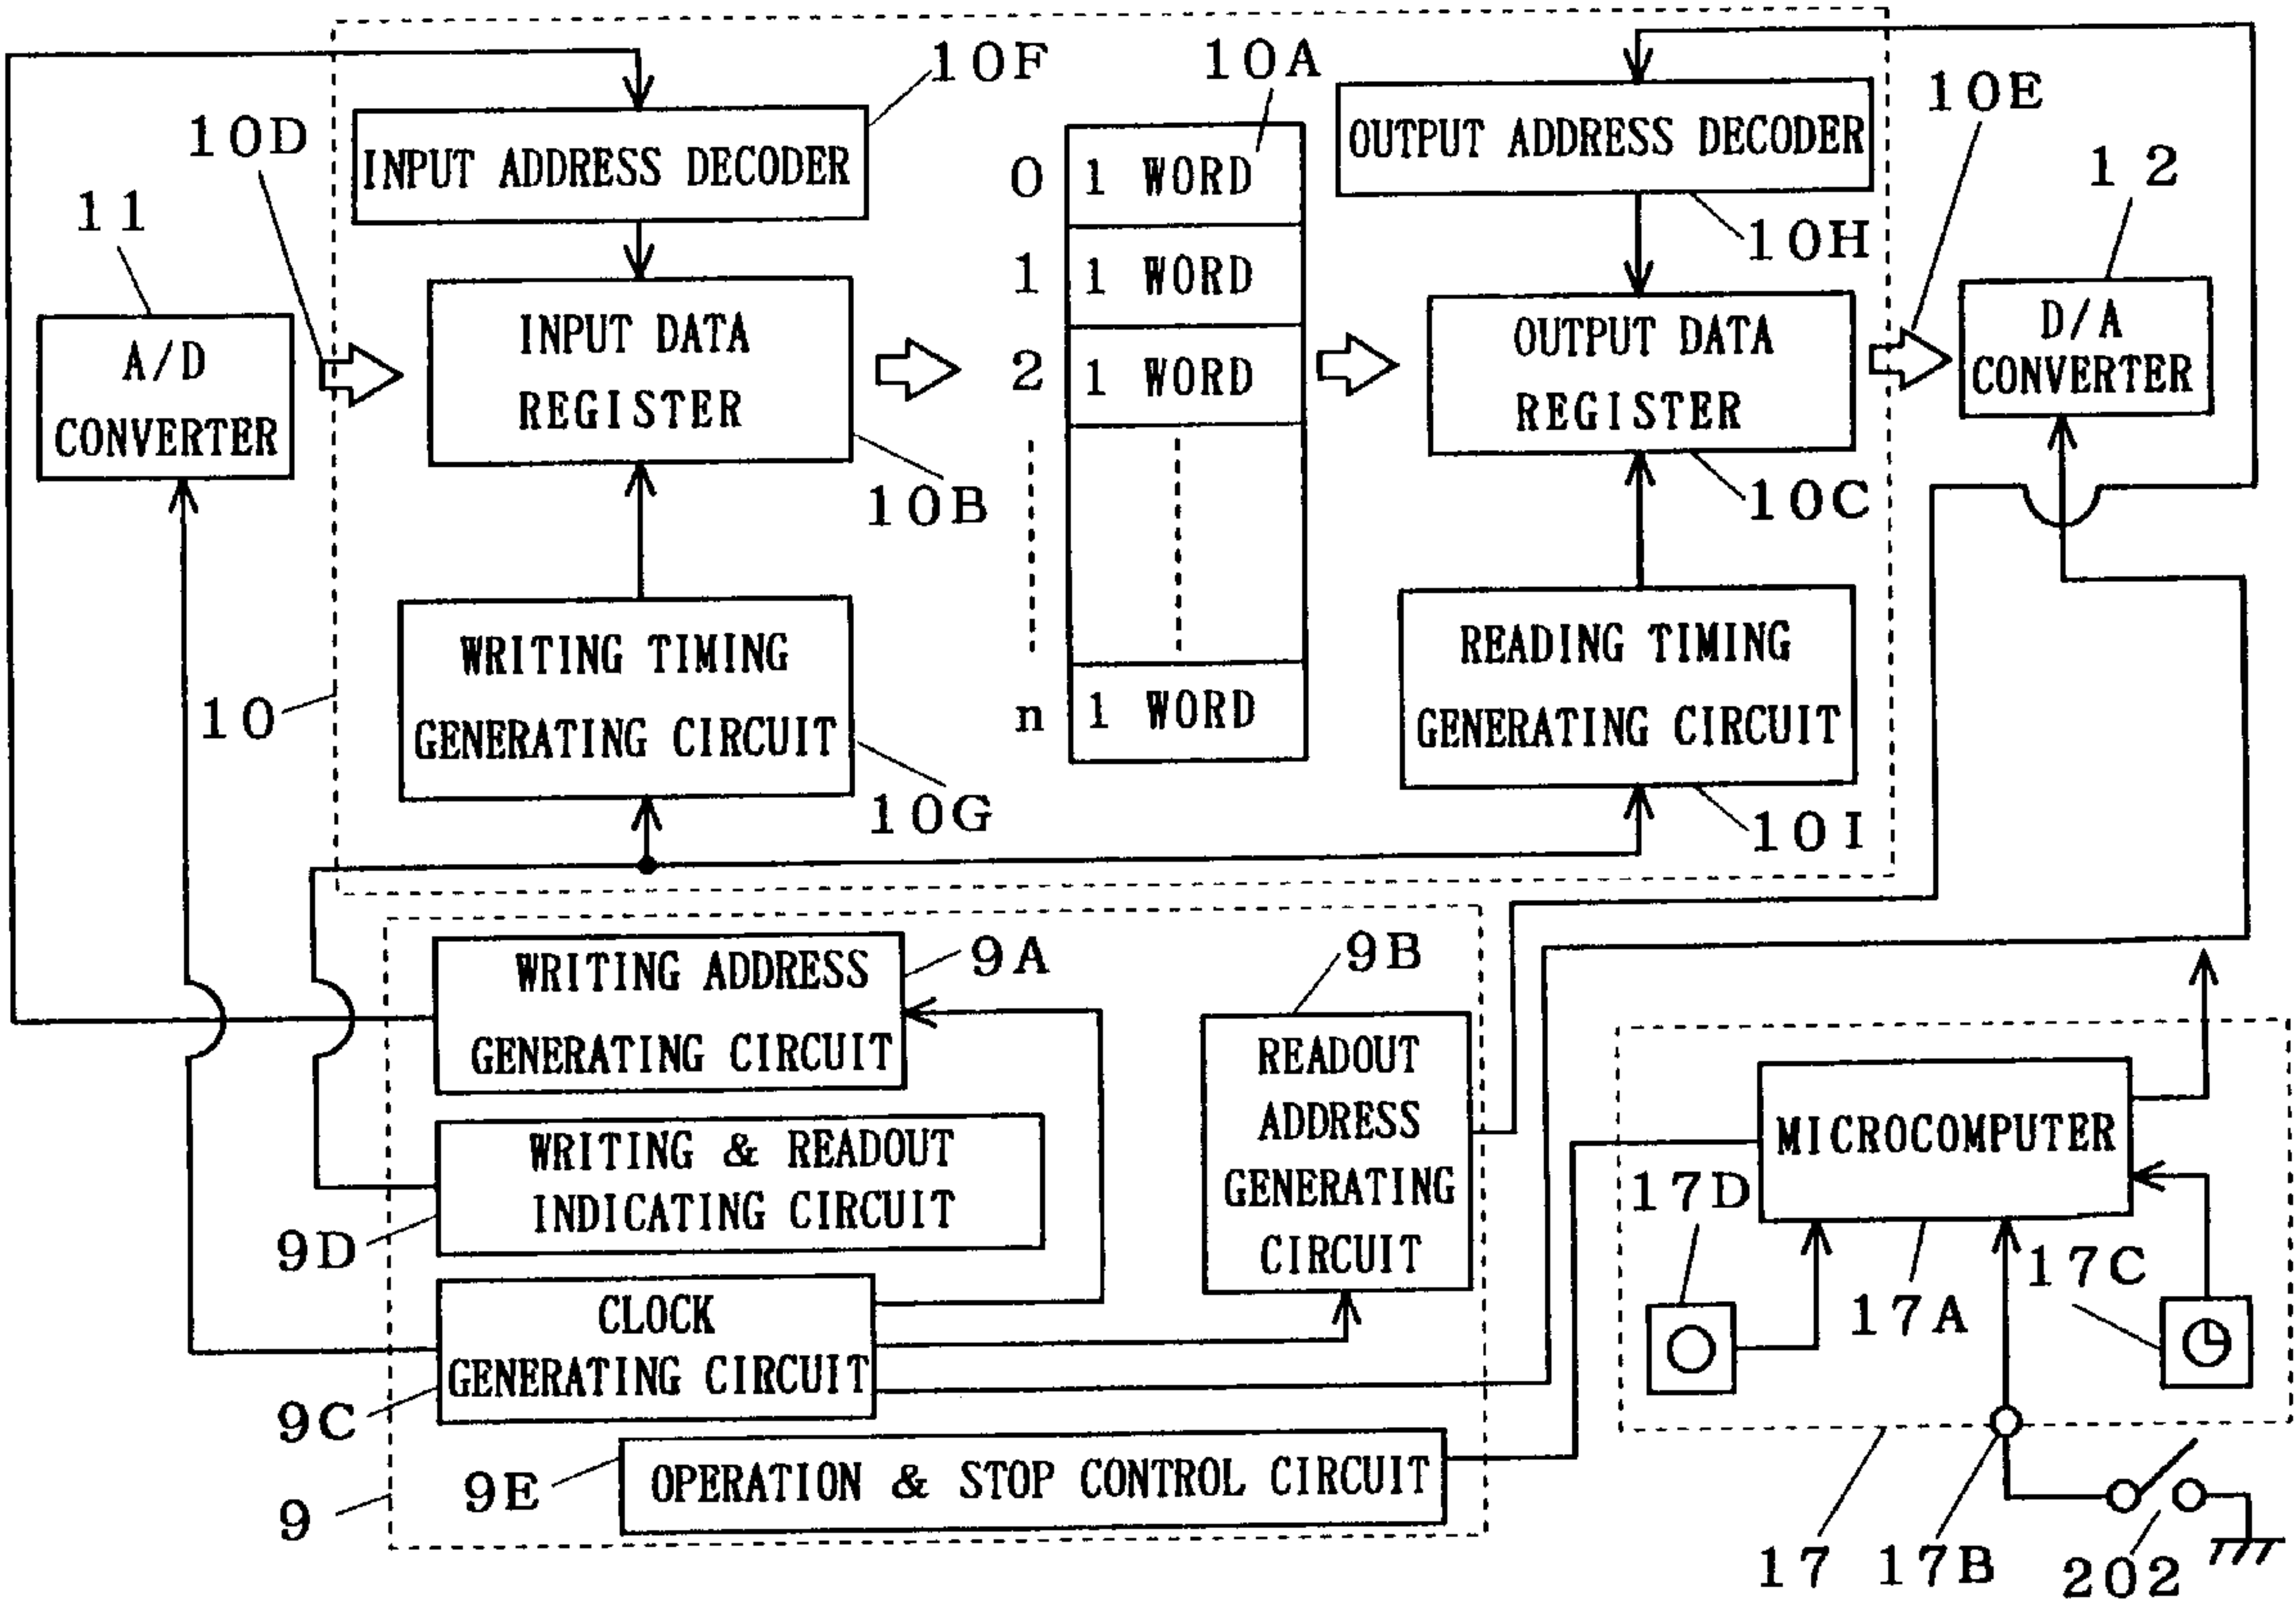 10F
10A
10E
10D
INPUT ADDRESS DECODER
OUTPUT ADDRESS DECODER
12
11
0
1 WORD
10H
1
1 WORD
A/D
CONVERTER
INPUT DATA
REGISTER
2
1 WORD
OUTPUT DATA
REGISTER
D/A
CONVERTER
10B
10C
WRITING TIMING
GENERATING CIRCUIT
READING TIMING
GENERATING CIRCUIT
10
n
1 WORD
10G
10I
WRITING ADDRESS
GENERATING CIRCUIT
9A
9B
READOUT
ADDRESS
GENERATING
CIRCUIT
WRITING & READOUT
INDICATING CIRCUIT
9D
MICROCOMPUTER
17D
17C
17A
CLOCK
GENERATING CIRCUIT
9C
OPERATION & STOP CONTROL CIRCUIT
9E
9
17
17B
202